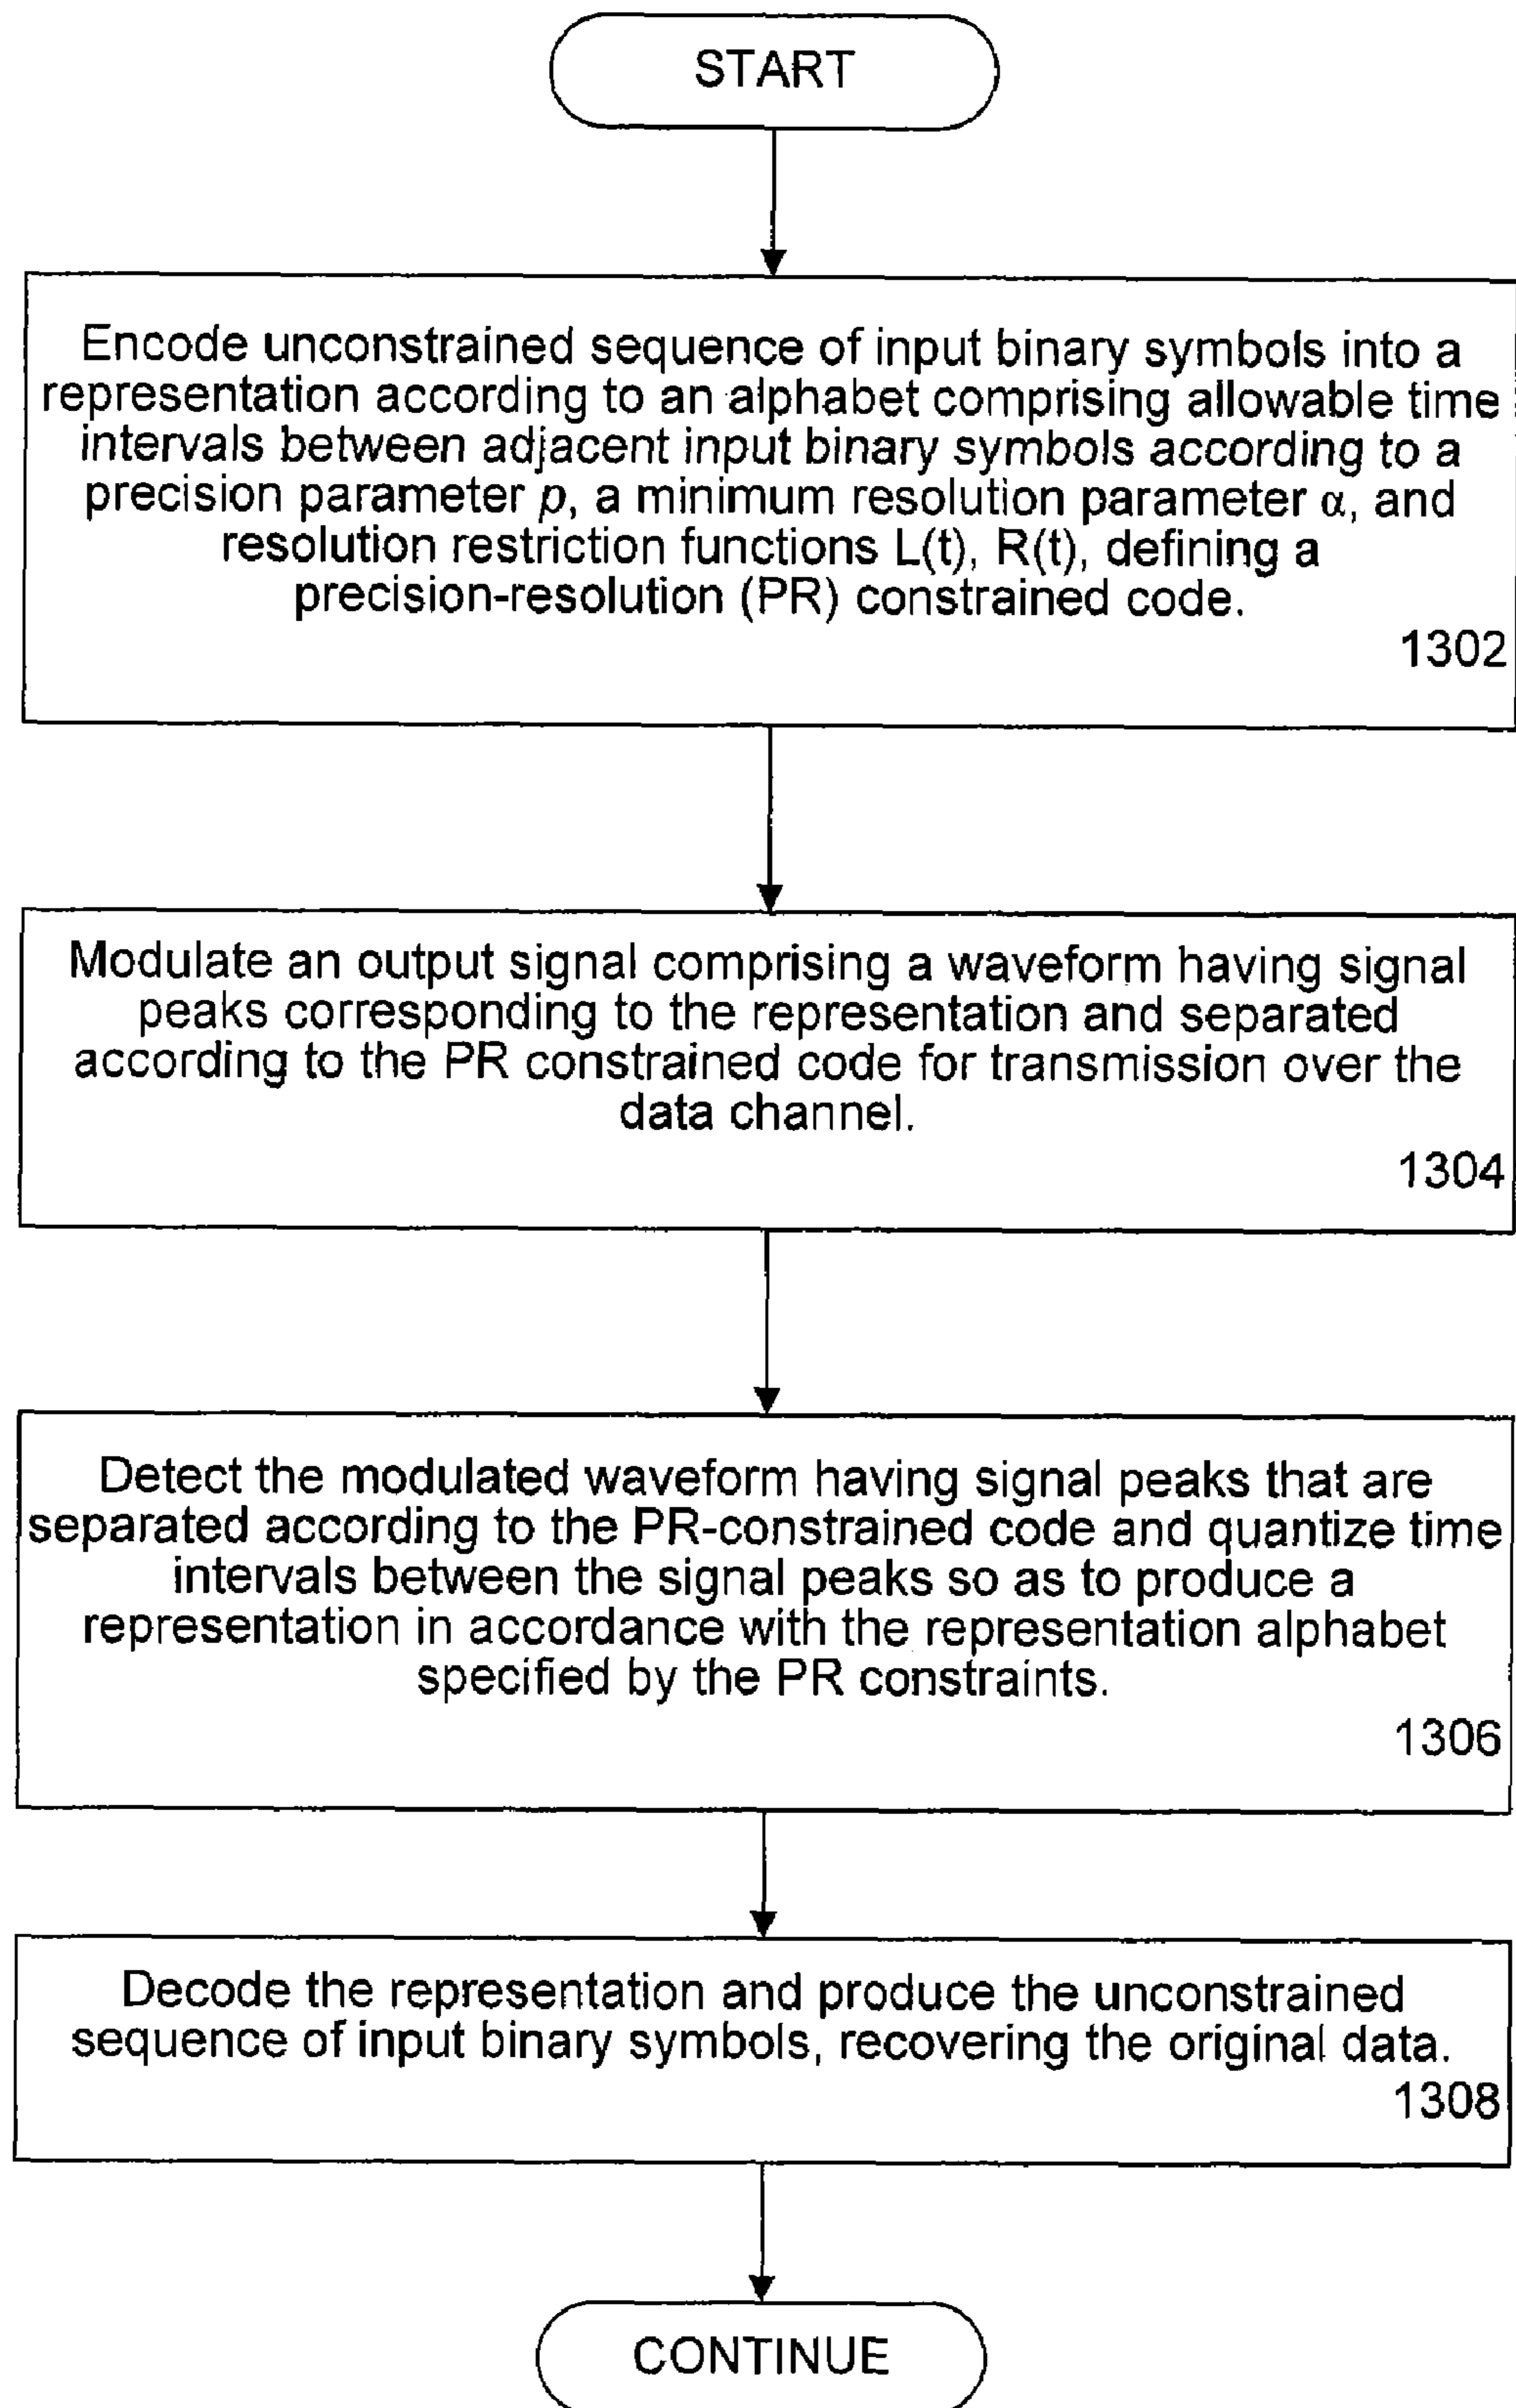 START
Encode unconstrained sequence of input binary symbols into a
representation according to an alphabet comprising allowable time
intervals between adjacent input binary symbols according to a
precision parameter p, a minimum resolution parameter α, and
resolution restriction functions L(t), R(t), defining a
precision-resolution (PR) constrained code.
1302
Modulate an output signal comprising a waveform having signal
peaks corresponding to the representation and separated
according to the PR constrained code for transmission over the
data channel.
1304
Detect the modulated waveform having signal peaks that are
separated according to the PR-constrained code and quantize time
intervals between the signal peaks so as to produce a
representation in accordance with the representation alphabet
specified by the PR constraints.
1306
Decode the representation and produce the unconstrained
sequence of input binary symbols, recovering the original data.
1308
CONTINUE